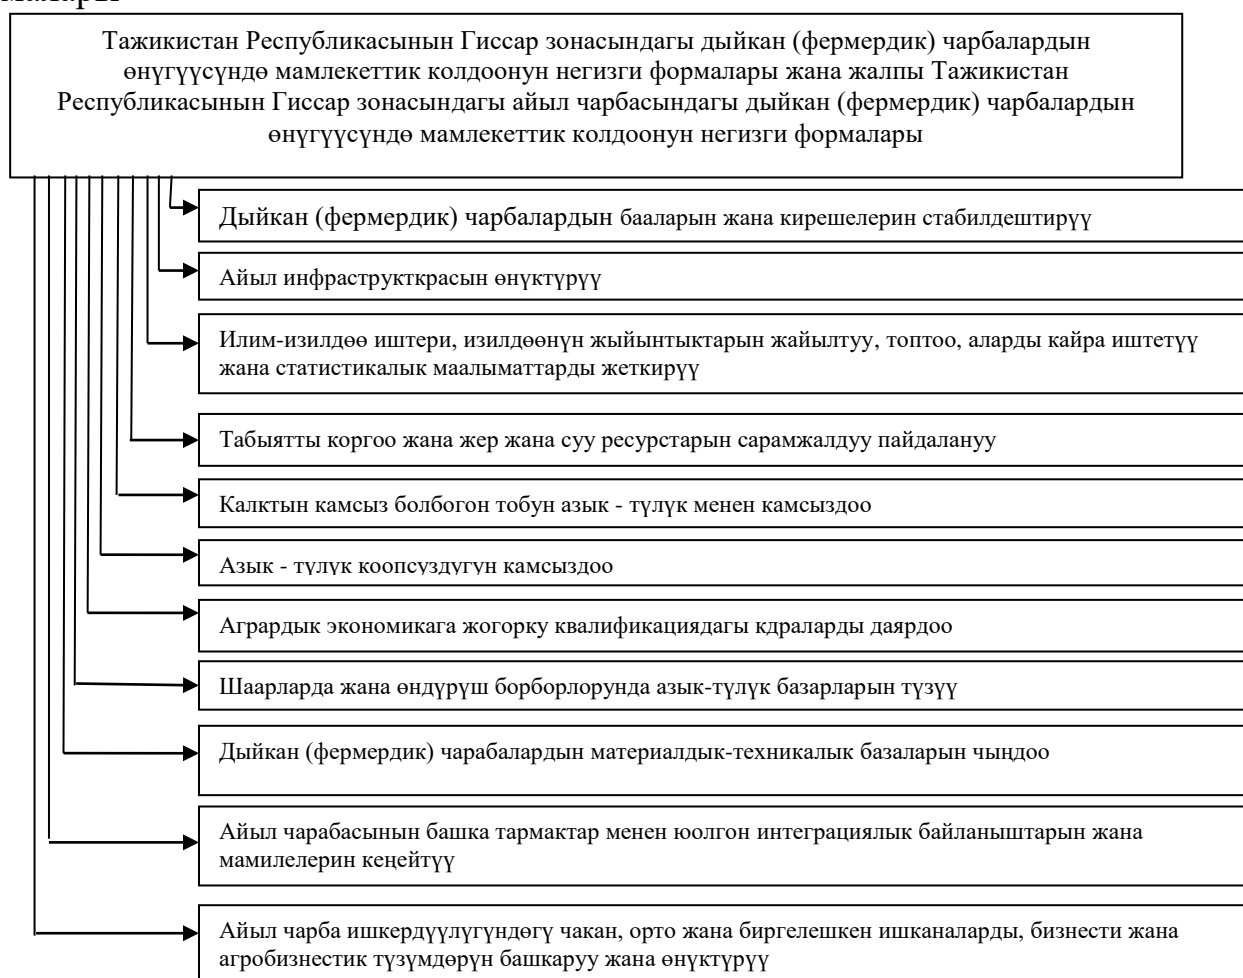 малары
Тажикистан Республикасынын Гиссар зонасындагы дыйкан (фермердик) чарбалардын
өнүгүүсүндө мамлекеттик колдоонун негизги формалары жана жалпы Тажикистан
Республикасынын Гиссар зонасындагы айыл чарбасындагы дыйкан (фермердик) чарбалардын
өнүгүүсүндө мамлекеттик колдоонун негизги формалары
Дыйкан (фермердик) чарбалардын бааларын жана кирешелерин стабилдештирүү
Айыл инфраструкткрасын өнүктүрүү
Илим-изилдөө иштери, изилдөөнүн жыйынтыктарын жайылтуу, топтоо, аларды кайра иштетүү
жана статистикалык маалыматтарды жеткирүү
Табыятты коргоо жана жер жана суу ресурстарын сарамжалдуу пайдалануу
Калктын камсыз болбогон тобун азык - түлүк менен камсыздоо
Азык - түлүк коопсуздугун камсыздоо
Агрардык экономикага жогорку квалификациядагы кдраларды даярдоо
Шаарларда жана өндүрүш борборлорунда азык-түлүк базарларын түзүү
Дыйкан (фермердик) чарабалардын материалдык-техникалык базаларын чыңдоо
Айыл чарабасынын башка тармактар менен юолгон интеграциялык байланыштарын жана
мамилелерин кеңейтүү
Айыл чарба ишкердүүлүгүндөгү чакан, орто жана биргелешкен ишканаларды, бизнести жана
агробизнестик түзүмдөрүн башкаруу жана өнүктүрүү